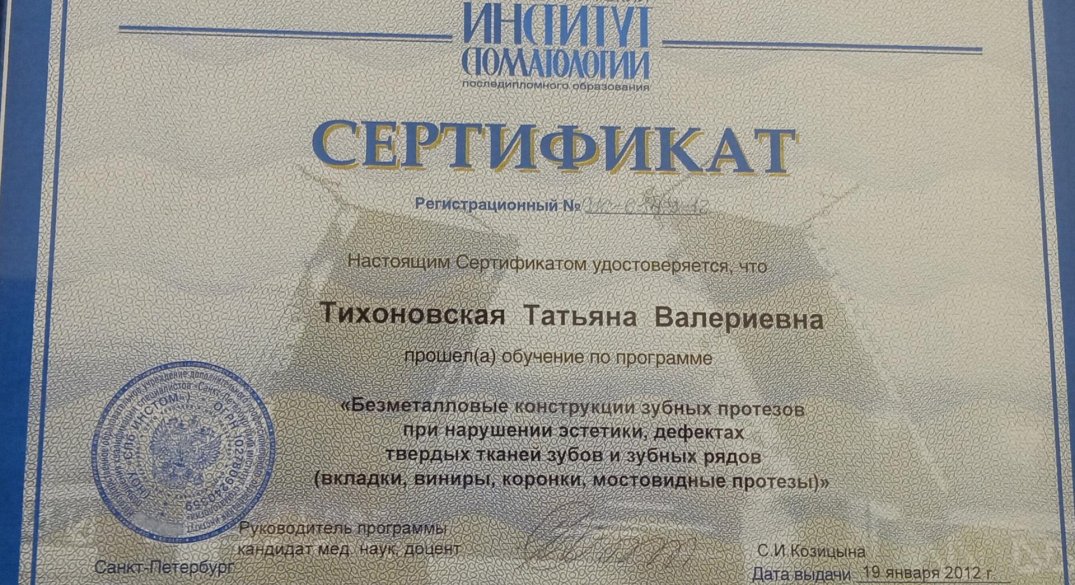 ИНСТИТУТ
СТОМАТОЛОГИИ
последипломного образования
СЕРТИФИКАТ
Регистрационный №
Настоящим Сертификатом удостоверяется, что
Тихоновская Татьяна Валериевна
прошел(а) обучение по программе
«Безметалловые конструкции зубных протезов
при нарушении эстетики, дефектах
твердых тканей зубов и зубных рядов
(вкладки, виниры, коронки, мостовидные протезы)»
Руководитель программы
кандидат мед. наук, доцент
С.И.Козицына
Санкт-Петербург
Дата выдачи 19 января 2012 г.